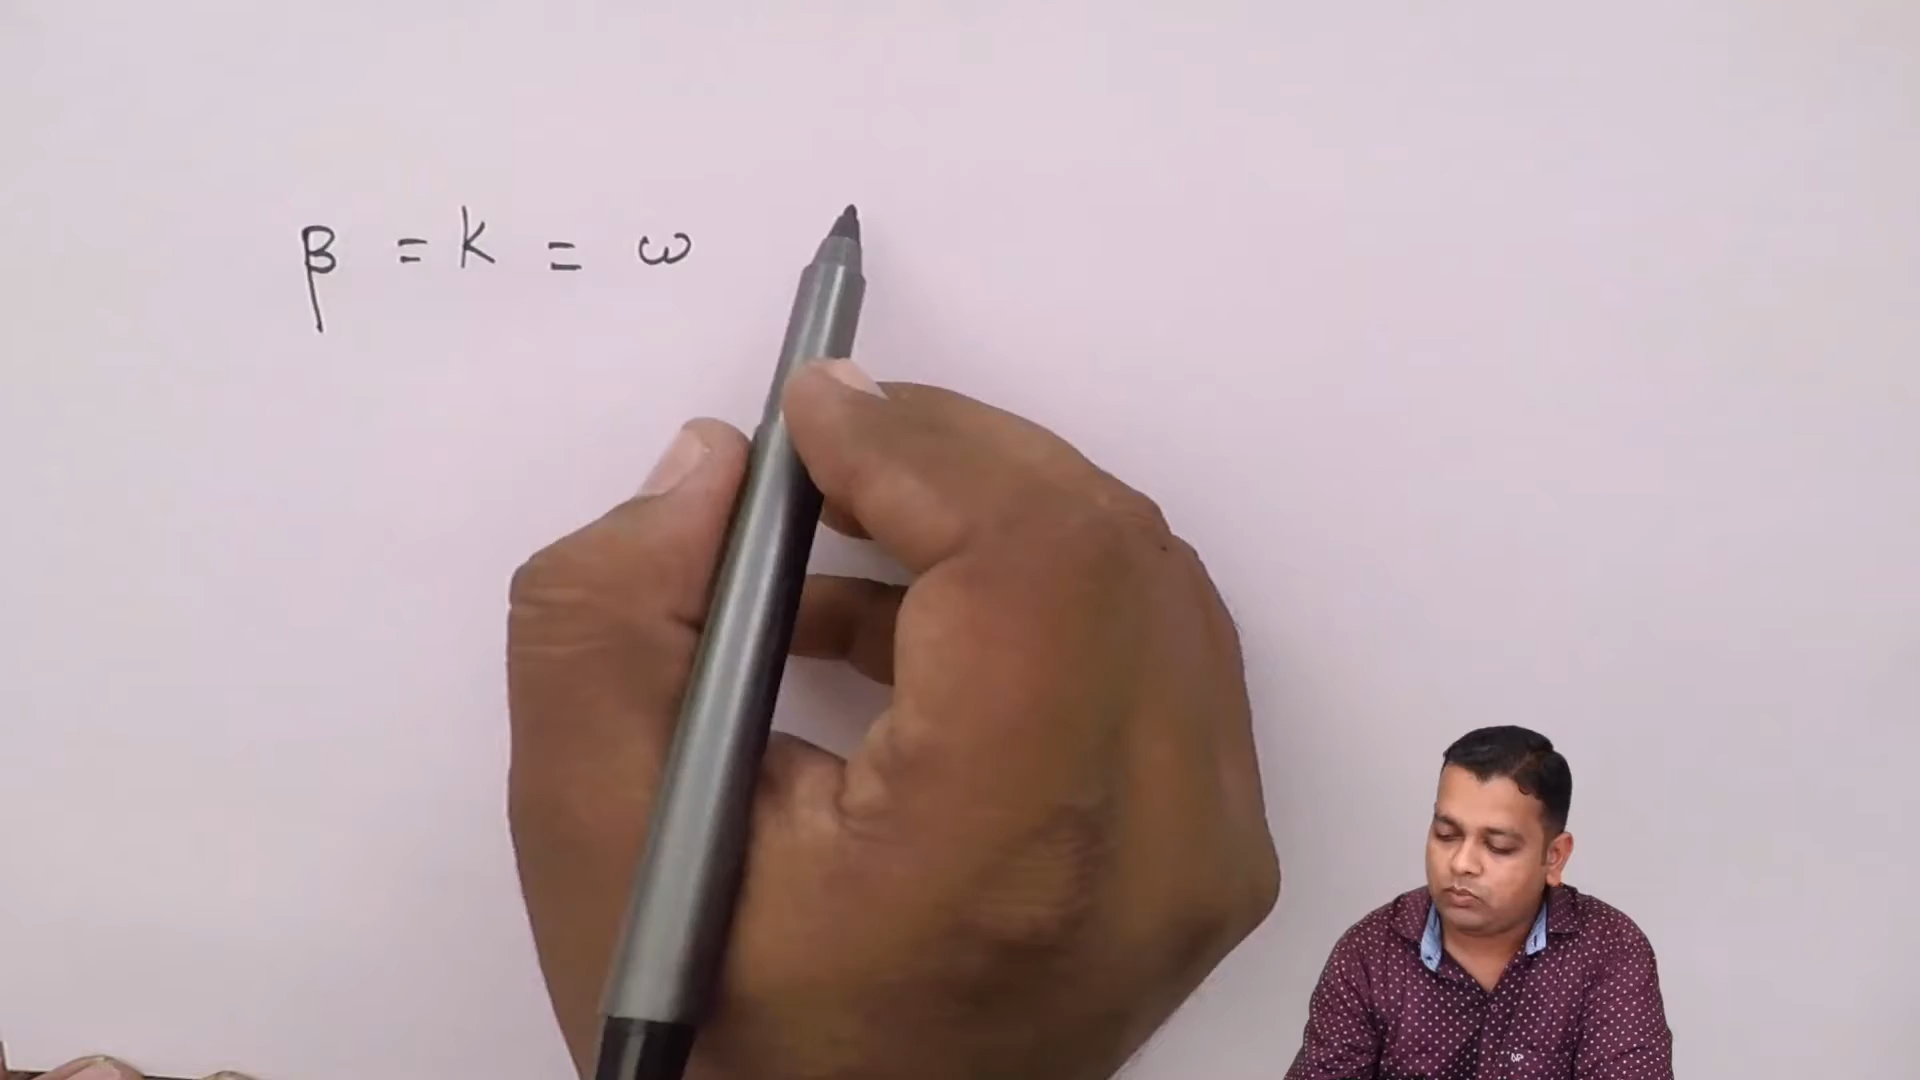 β = k = ω